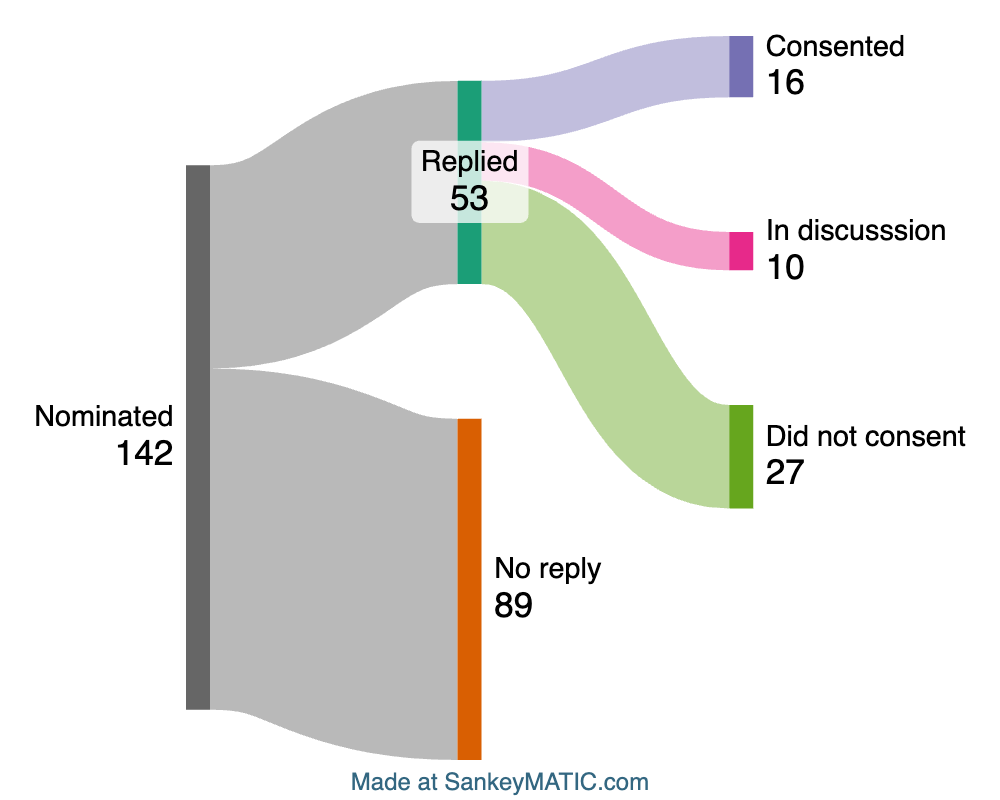 Consented
16
Replied
53
In discusssion
10
Nominated
142
Did not consent
27
No reply
89
Made at SankeyMATIC.com